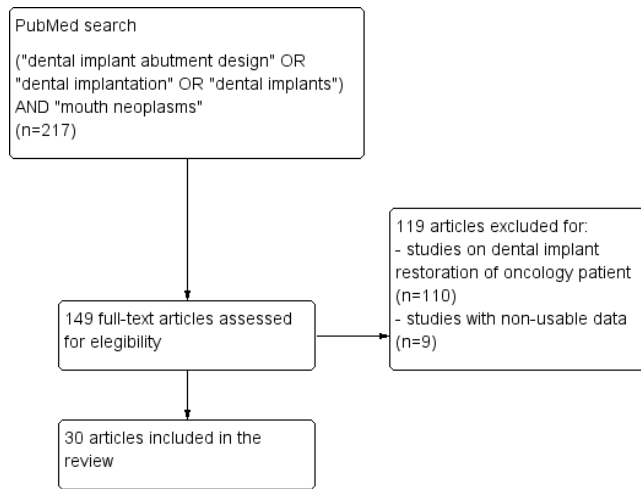 PubMed search
("dental implant abutment design" OR
"dental implantation" OR "dental implants")
AND "mouth neoplasms"
(n=217)
119 articles excluded for:
- studies on dental implant
restoration of oncology patient
(n=110)
- studies with non-usable data
(n=9)
149 full-text articles assessed
for elegibility
30 articles included in the
review